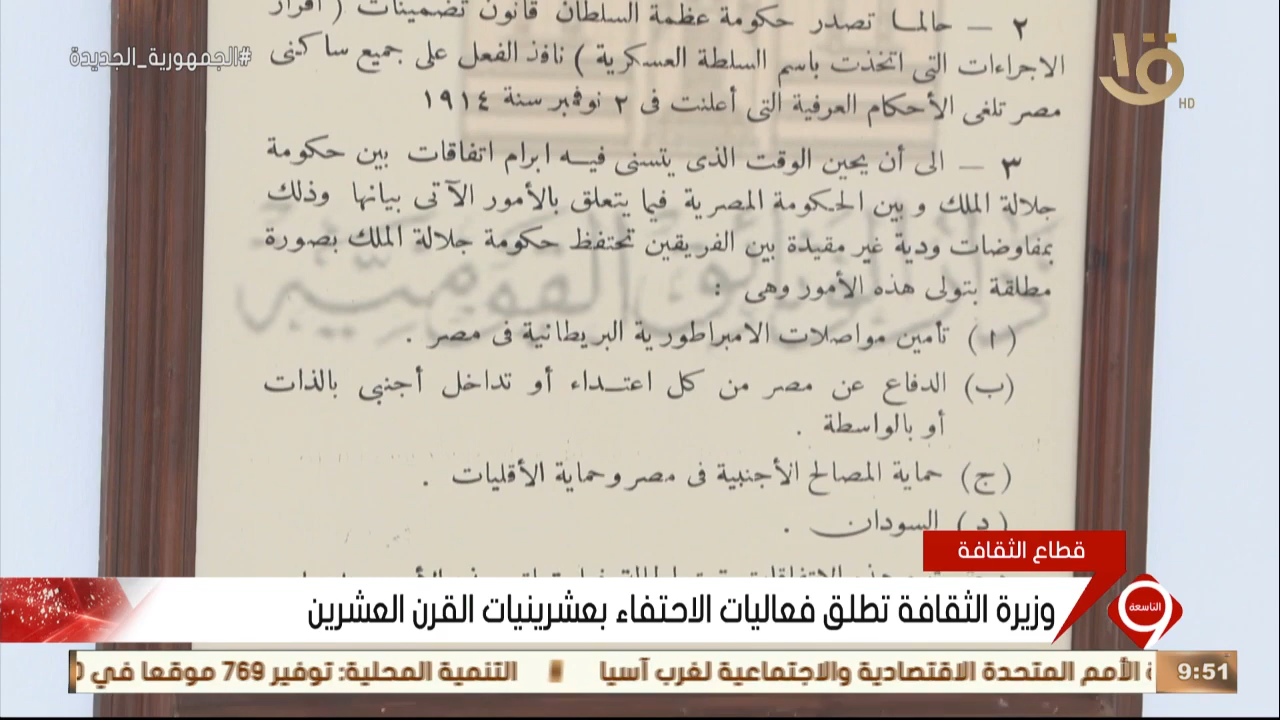 ٢ — حالما تصدر حكومة عظمة السلطان قانون تضمينات ( اقرار
الاجراءات التى اتخذت باسم السلطة العسكرية ) نافذ الفعل على جميع ساكنى
مصر تلغى الأحكام العرفية التى أعلنت فى ٢ نوفمبر سنة ١٩١٤
٣ — الى أن يحين الوقت الذى يتسنى فيه ابرام اتفاقات بين حكومة
جلالة الملك وبين الحكومة المصرية فيما يتعلق بالأمور الآتى بيانها وذلك
بمفاوضات ودية غير مقيدة بين الفريقين تحتفظ حكومة جلالة الملك بصورة
مطلقة بتولى هذه الأمور وهى :
(ا) تأمين مواصلات الامبراطورية البريطانية فى مصر .
(ب) الدفاع عن مصر من كل اعتداء أو تداخل أجنبى بالذات
أو بالواسطة .
(ج) حماية المصالح الأجنبية فى مصر وحماية الأقليات .
(د) السودان .
دار الوثائق القومية
#الجمهورية_الجديدة
HD
قطاع الثقافة
وزيرة الثقافة تطلق فعاليات الاحتفاء بعشرينيات القرن العشرين
التاسعة
9:51
الأمم المتحدة الاقتصادية والاجتماعية لغرب آسيا
التنمية المحلية: توفير 769 موقعا في